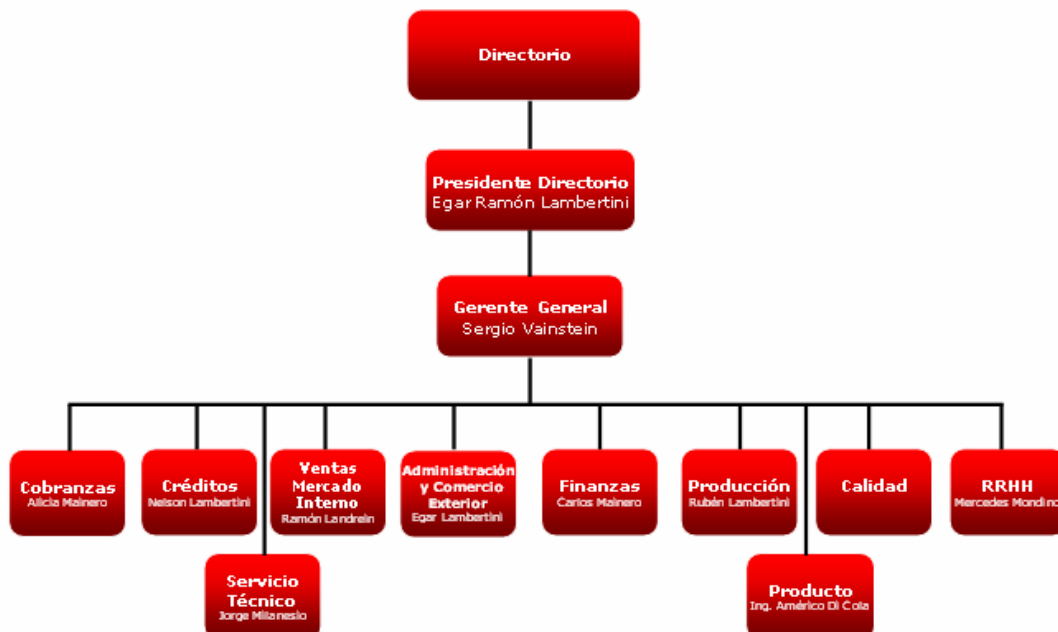 Directorio
Presidente Directorio
Egar Ramón Lambertini
Gerente General
Sergio Vainstein
Cobranzas
Alicia Mainero
Créditos
Nelson Lambertini
Ventas
Mercado
Interno
Ramón Landrein
Administración
y Comercio
Exterior
Egar Lambertini
Finanzas
Carlos Mainero
Producción
Rubén Lambertini
Calidad
RRHH
Mercedes Mondino
Servicio
Técnico
Jorge Milanesio
Producto
Ing. Américo Di Cola